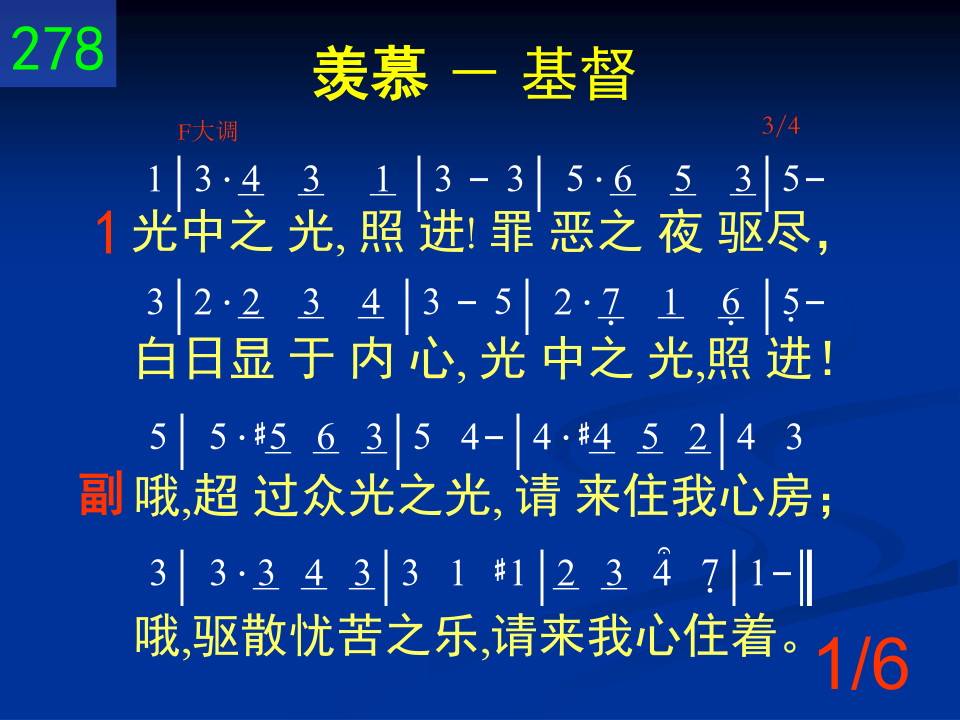 278
羡慕 － 基督
F大调 3/4
1│3·4 3 1│3－3│5·6 5 3│5－
1 光中之 光, 照 进! 罪 恶之 夜 驱尽,
3│2·2 3 4│3－5│2·7̣ 1 6̣│5̣－
白日显 于 内 心, 光 中之 光,照 进!
5│5·#5 6 3│5 4－│4·#4 5 2│4 3
副 哦,超 过众光之光, 请 来住我心房;
3│3·3 4 3│3 1 #1│2 3 4 7̣│1－‖
哦,驱散忧苦之乐,请来我心住着。
1/6